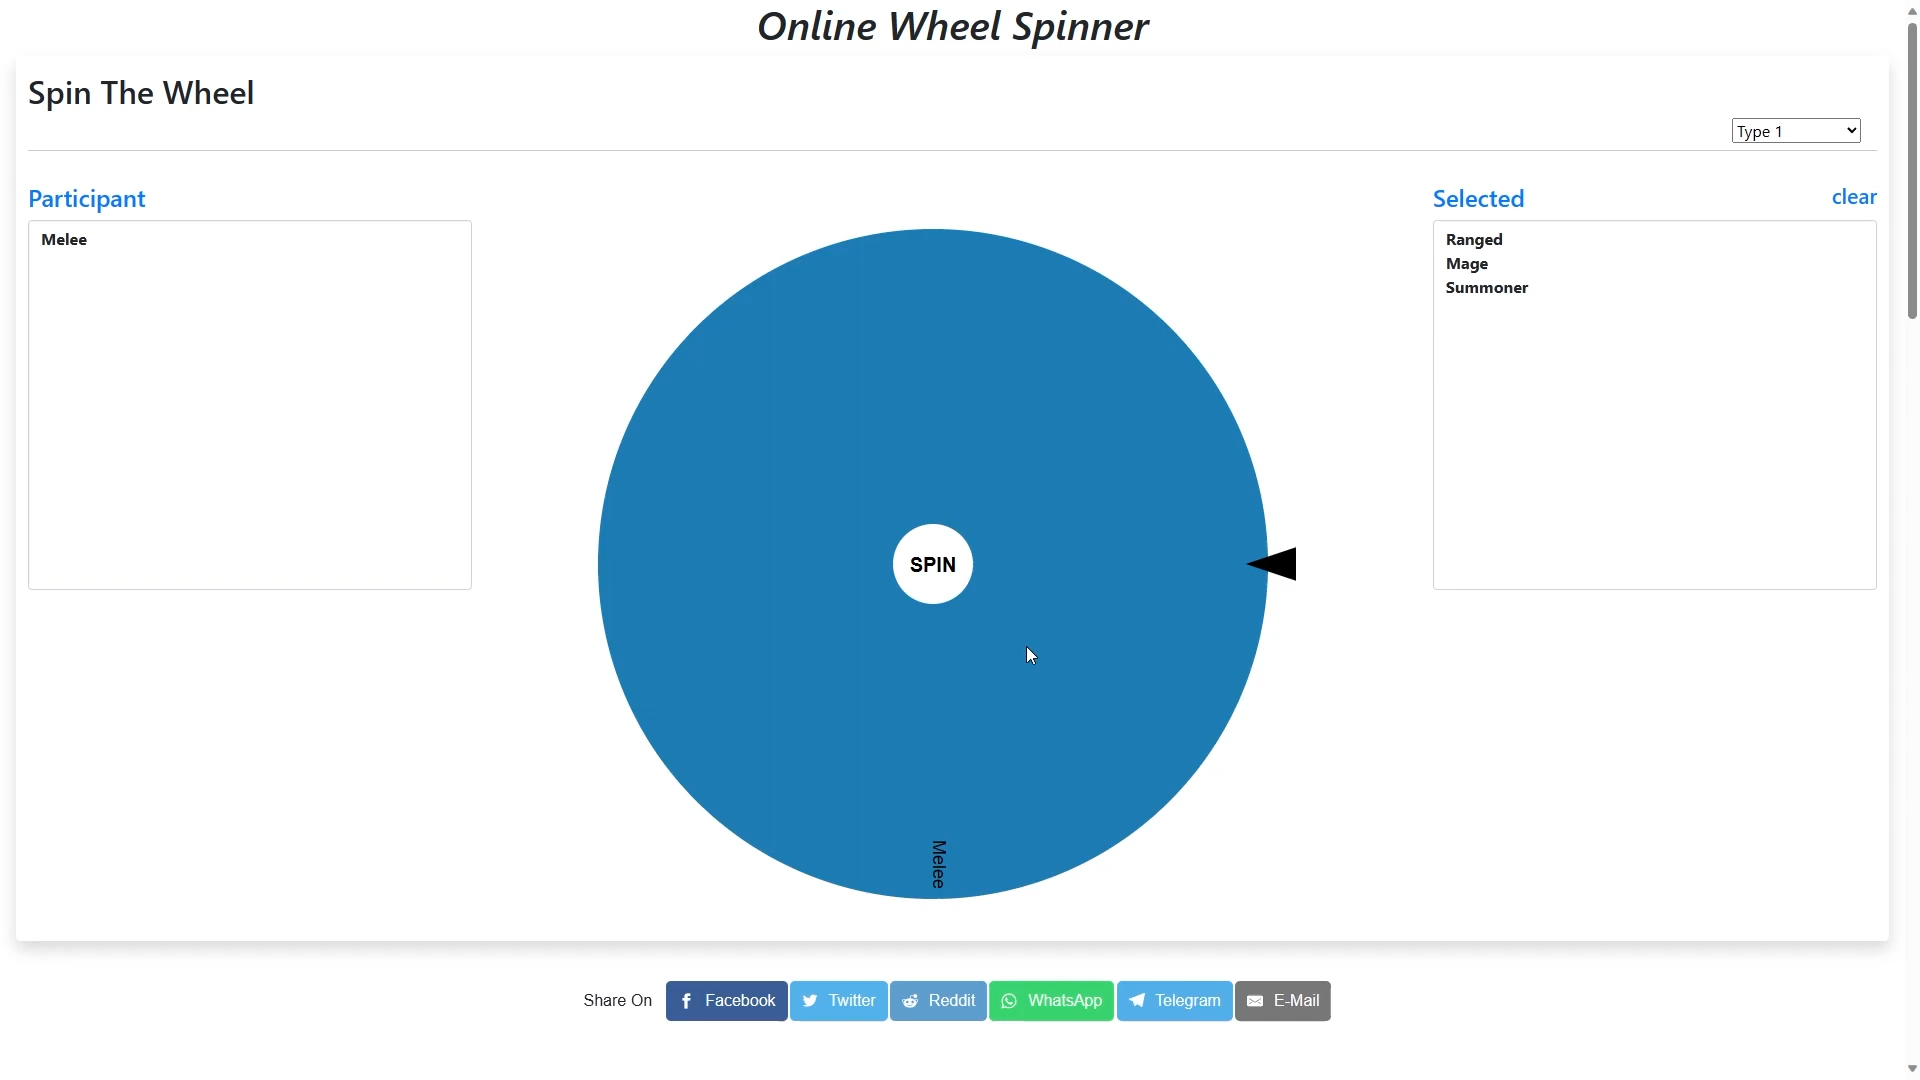 Online Wheel Spinner
Spin The Wheel
Type 1
Participant
Melee
SPIN
Melee
Selected
clear
Ranged
Mage
Summoner
Share On
Facebook
Twitter
Reddit
WhatsApp
Telegram
E-Mail